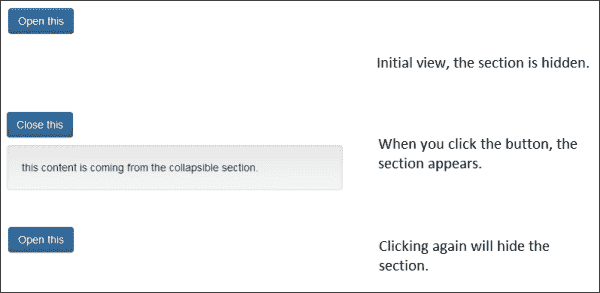 Open this
Initial view, the section is hidden.
Close this
When you click the button, the
section appears.
this content is coming from the collapsible section.
Open this
Clicking again will hide the
section.